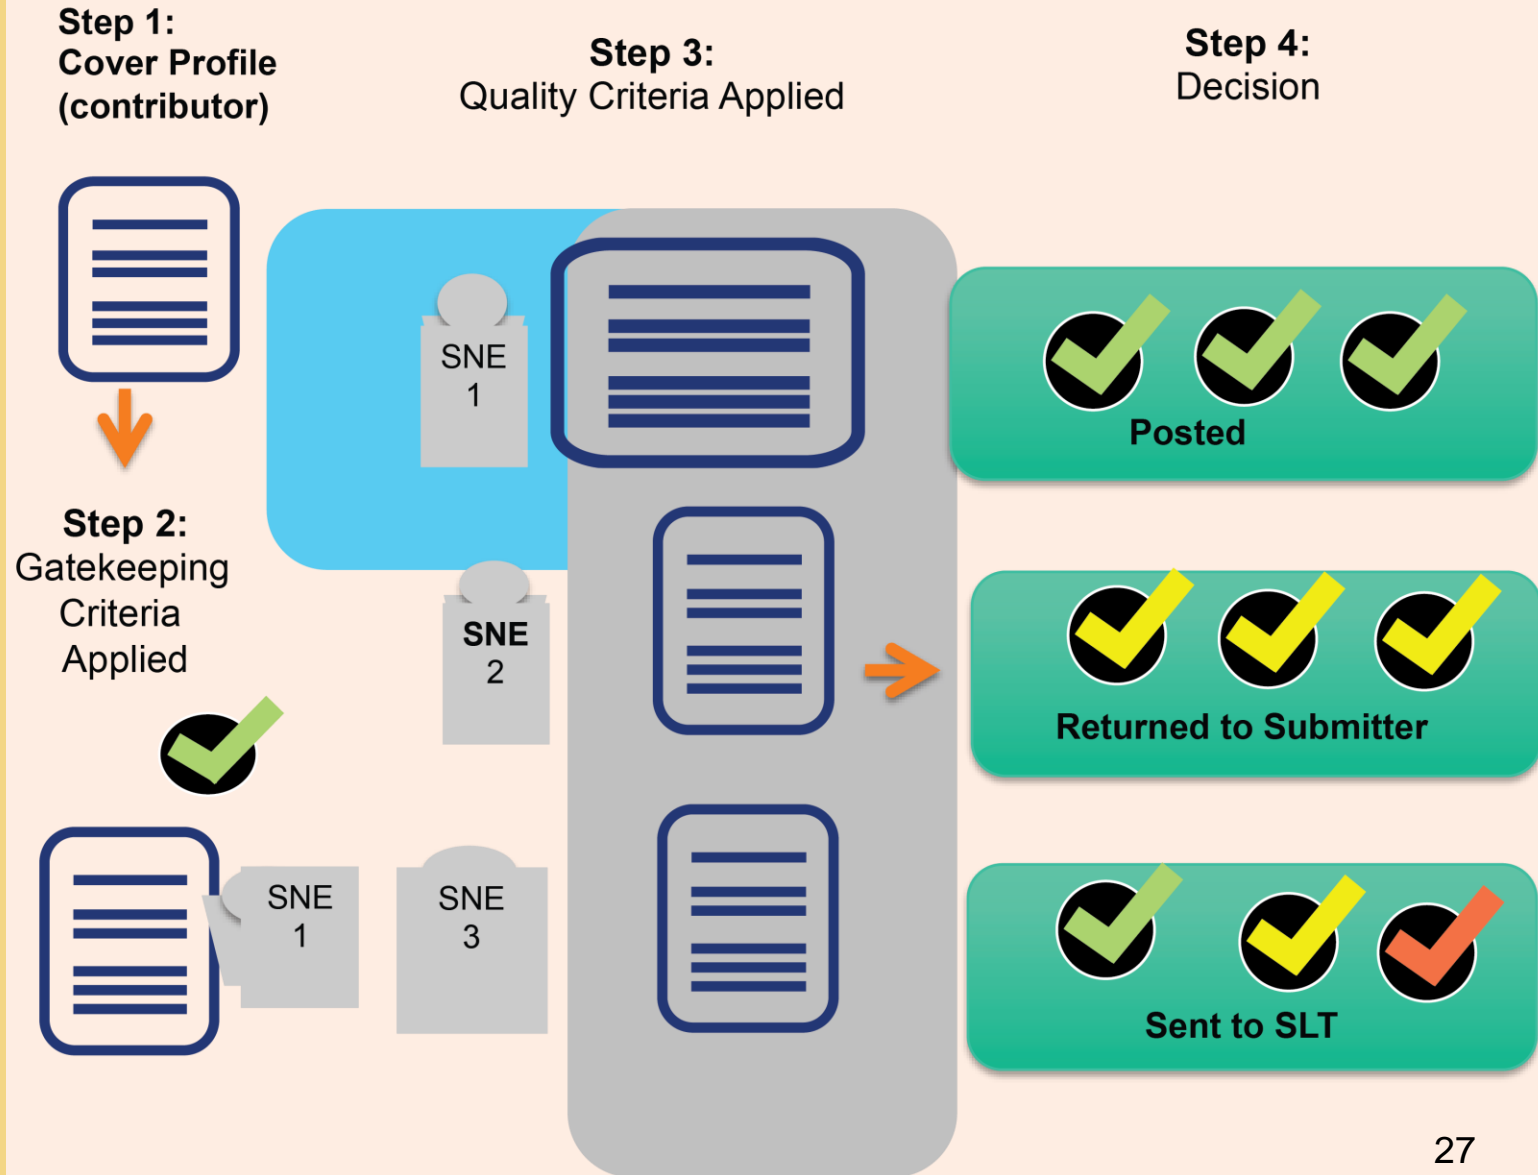 Step 1:
Cover Profile
(contributor)
Step 2:
Gatekeeping
Criteria
Applied
SNE
1
Step 3:
Quality Criteria Applied
SNE
1
SNE
2
SNE
3
Step 4:
Decision
Posted
Returned to Submitter
Sent to SLT
27